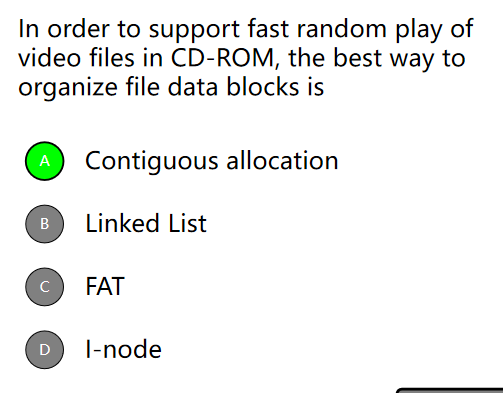 In order to support fast random play of
video files in CD-ROM, the best way to
organize file data blocks is
A Contiguous allocation
B Linked List
C FAT
D I-node